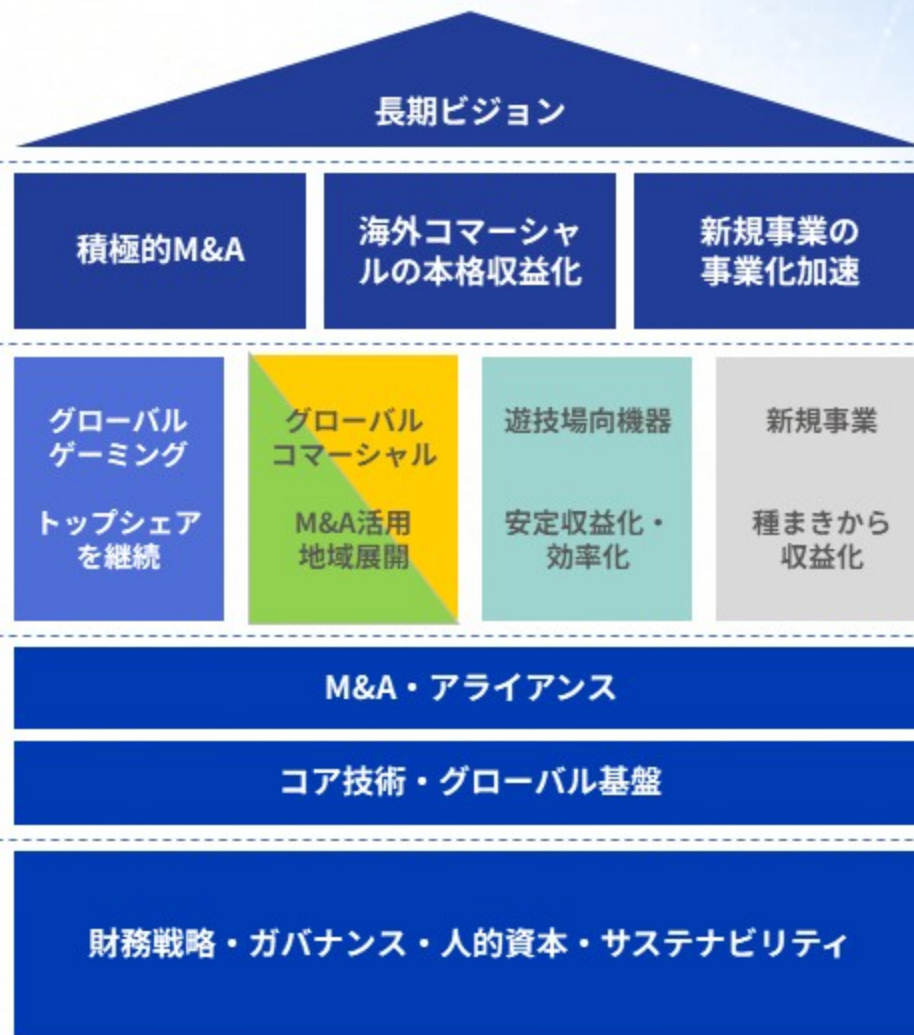 長期ビジョン
積極的M&A
海外コマーシャ
ルの本格収益化
新規事業の
事業化加速
グローバル
ゲーミング
トップシェア
を継続
グローバル
コマーシャル
M&A活用
地域展開
遊技場向機器
安定収益化・
効率化
新規事業
種まきから
収益化
M&A・アライアンス
コア技術・グローバル基盤
財務戦略・ガバナンス・人的資本・サステナビリティ